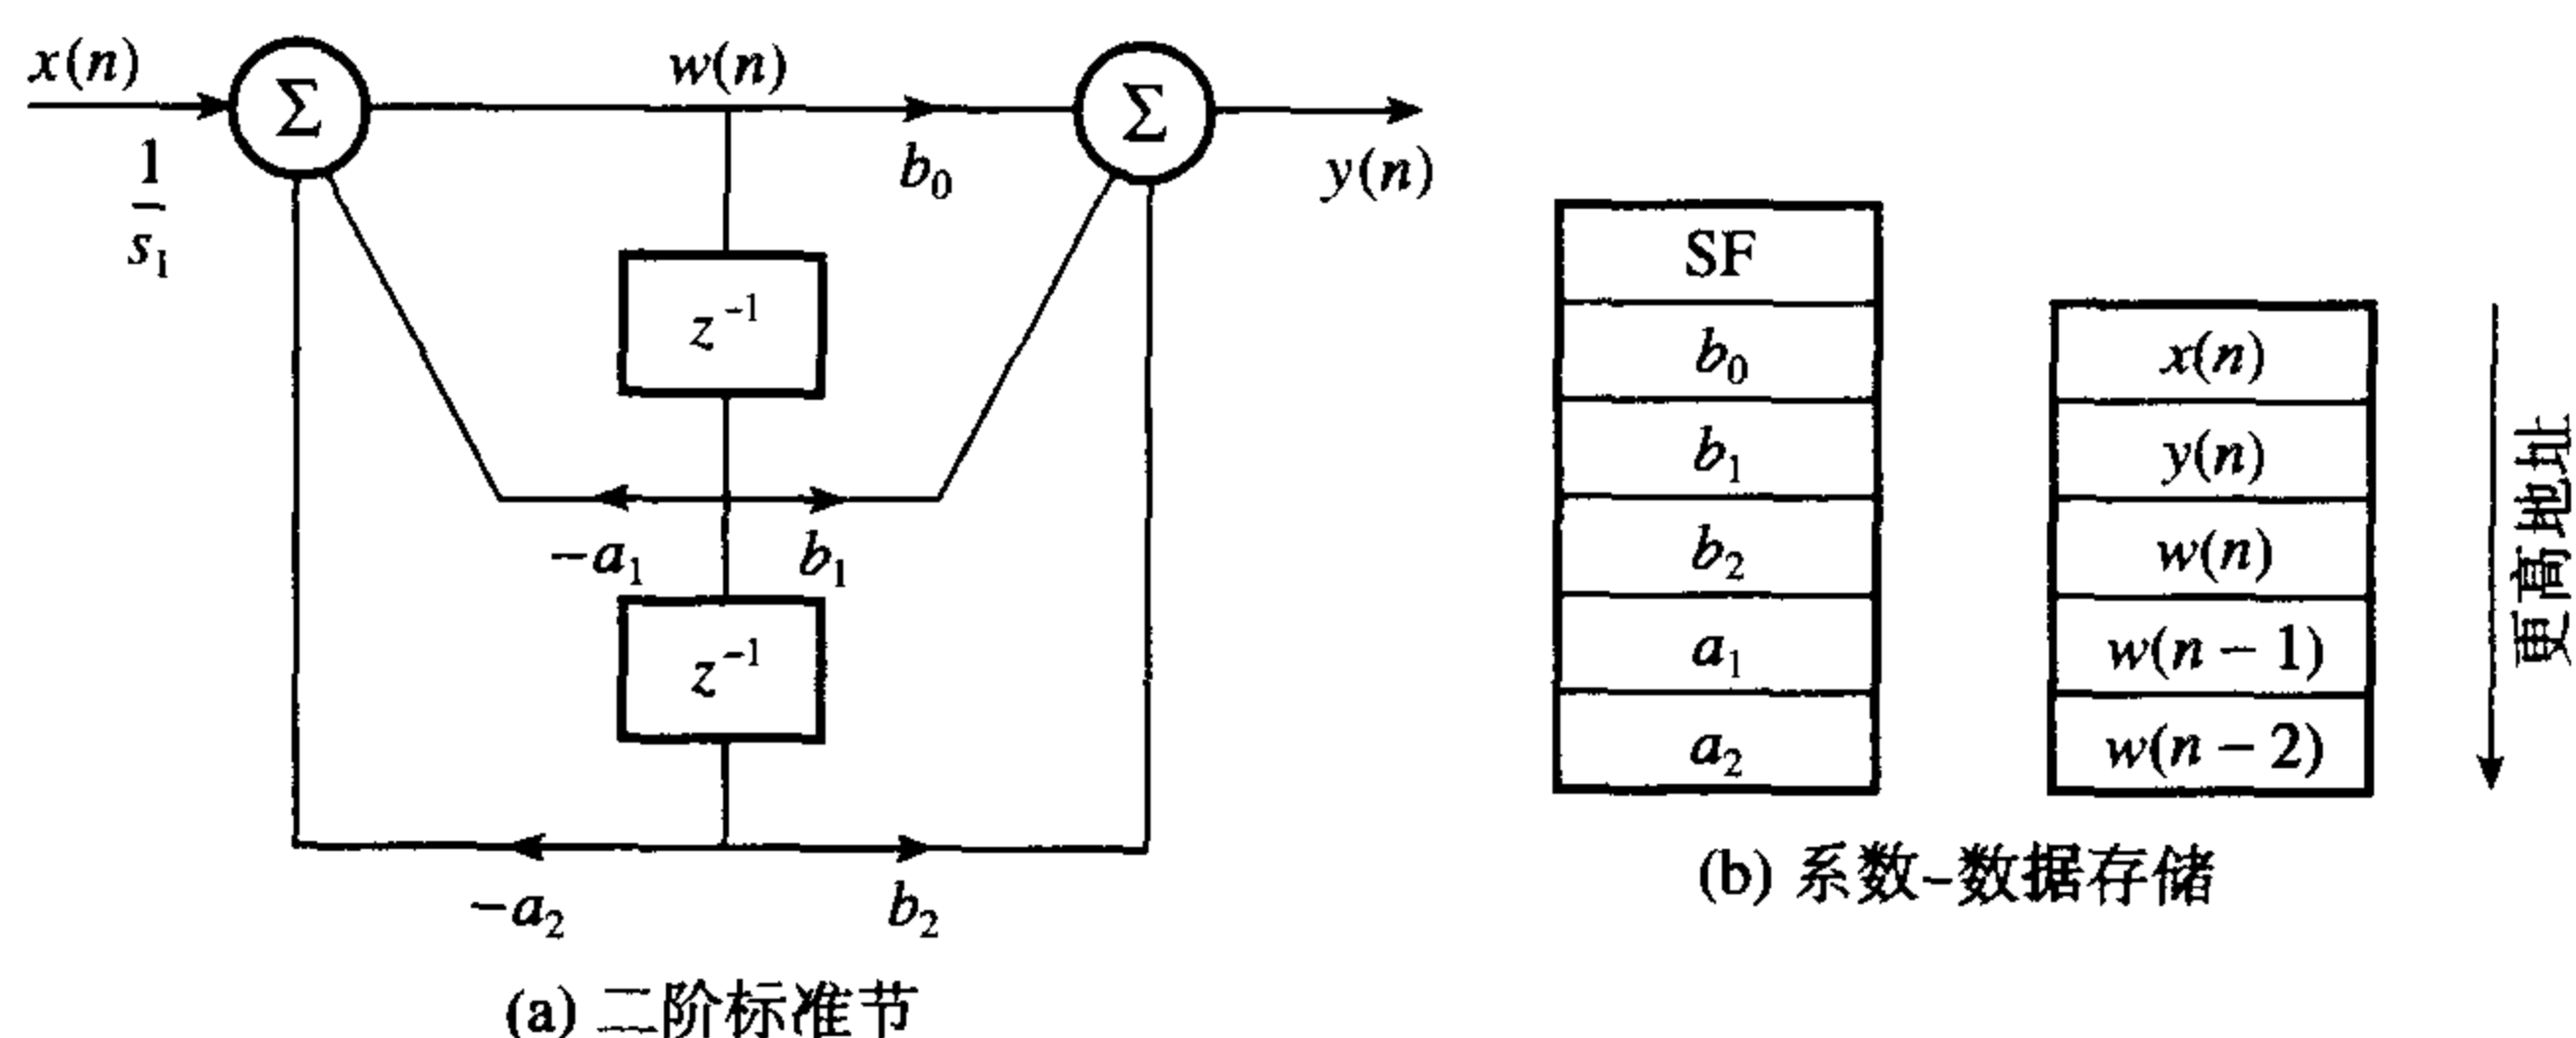 x(n)
Σ
w(n)
Σ
b₀
y(n)
1
s₁
z⁻¹
−a₁
b₁
z⁻¹
−a₂
b₂
(a) 二阶标准节
SF
b₀
b₁
b₂
a₁
a₂
x(n)
y(n)
w(n)
w(n − 1)
w(n − 2)
更高地址
(b) 系数-数据存储